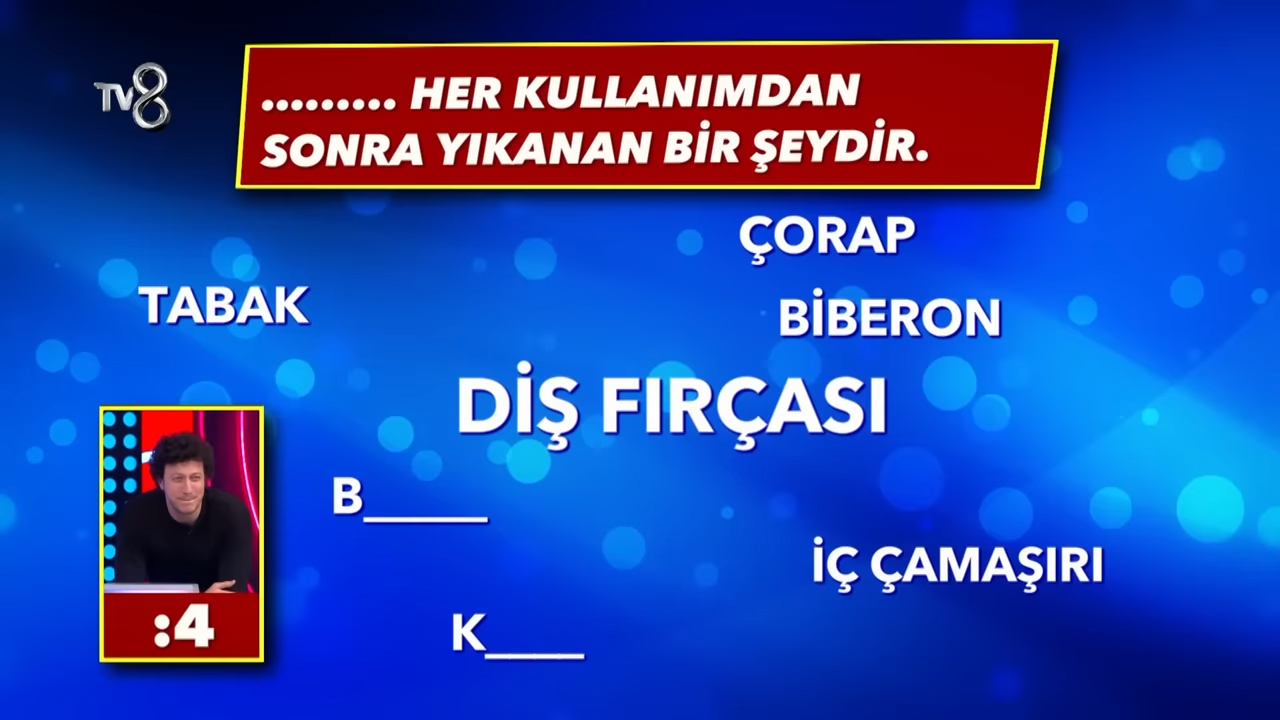 TV8
......... HER KULLANIMDAN
SONRA YIKANAN BİR ŞEYDİR.
ÇORAP
TABAK
BİBERON
DİŞ FIRÇASI
B_____
İÇ ÇAMAŞIRI
K____
:4